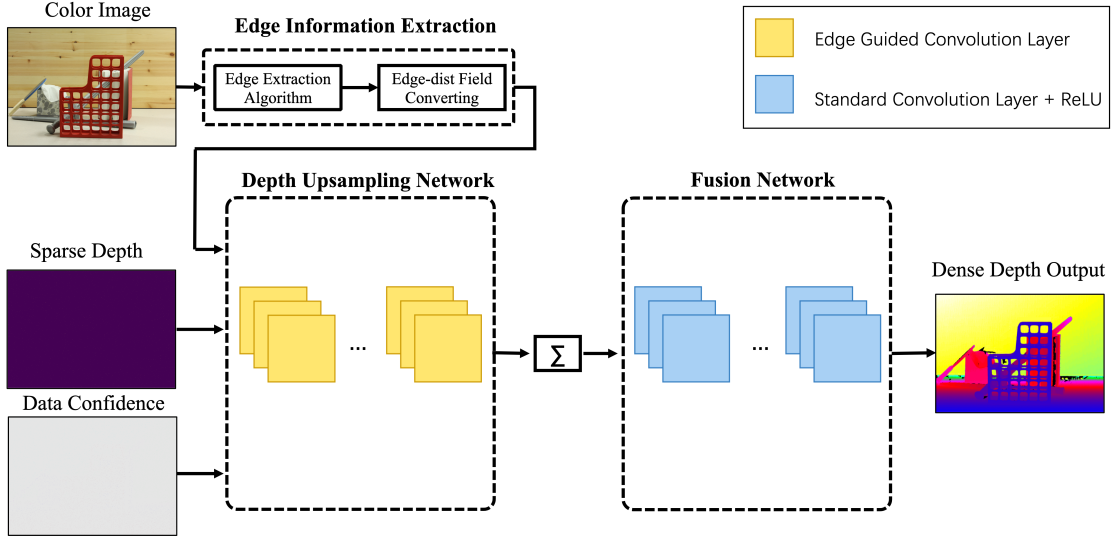 Color Image
Edge Information Extraction
Edge Extraction
Algorithm
Edge-dist Field
Converting
Edge Guided Convolution Layer
Standard Convolution Layer + ReLU
Depth Upsampling Network
Fusion Network
Sparse Depth
Dense Depth Output
...
...
∑
Data Confidence